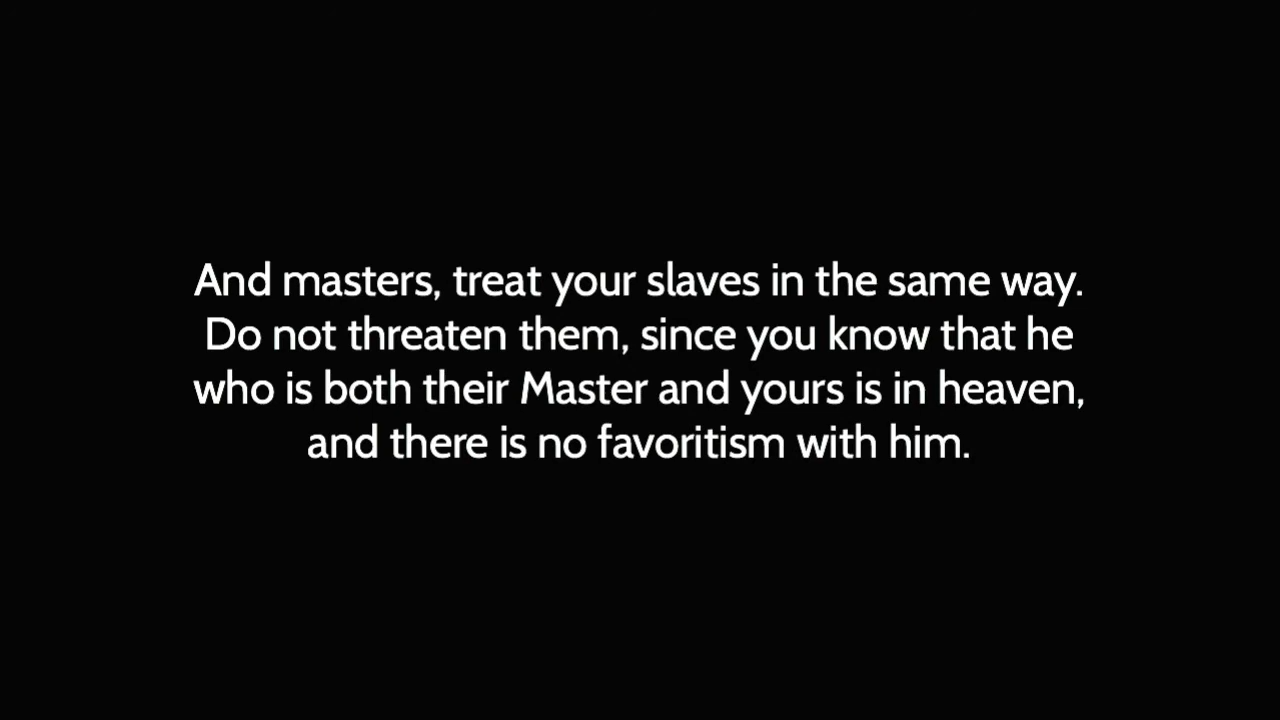 And masters, treat your slaves in the same way.
Do not threaten them, since you know that he
who is both their Master and yours is in heaven,
and there is no favoritism with him.